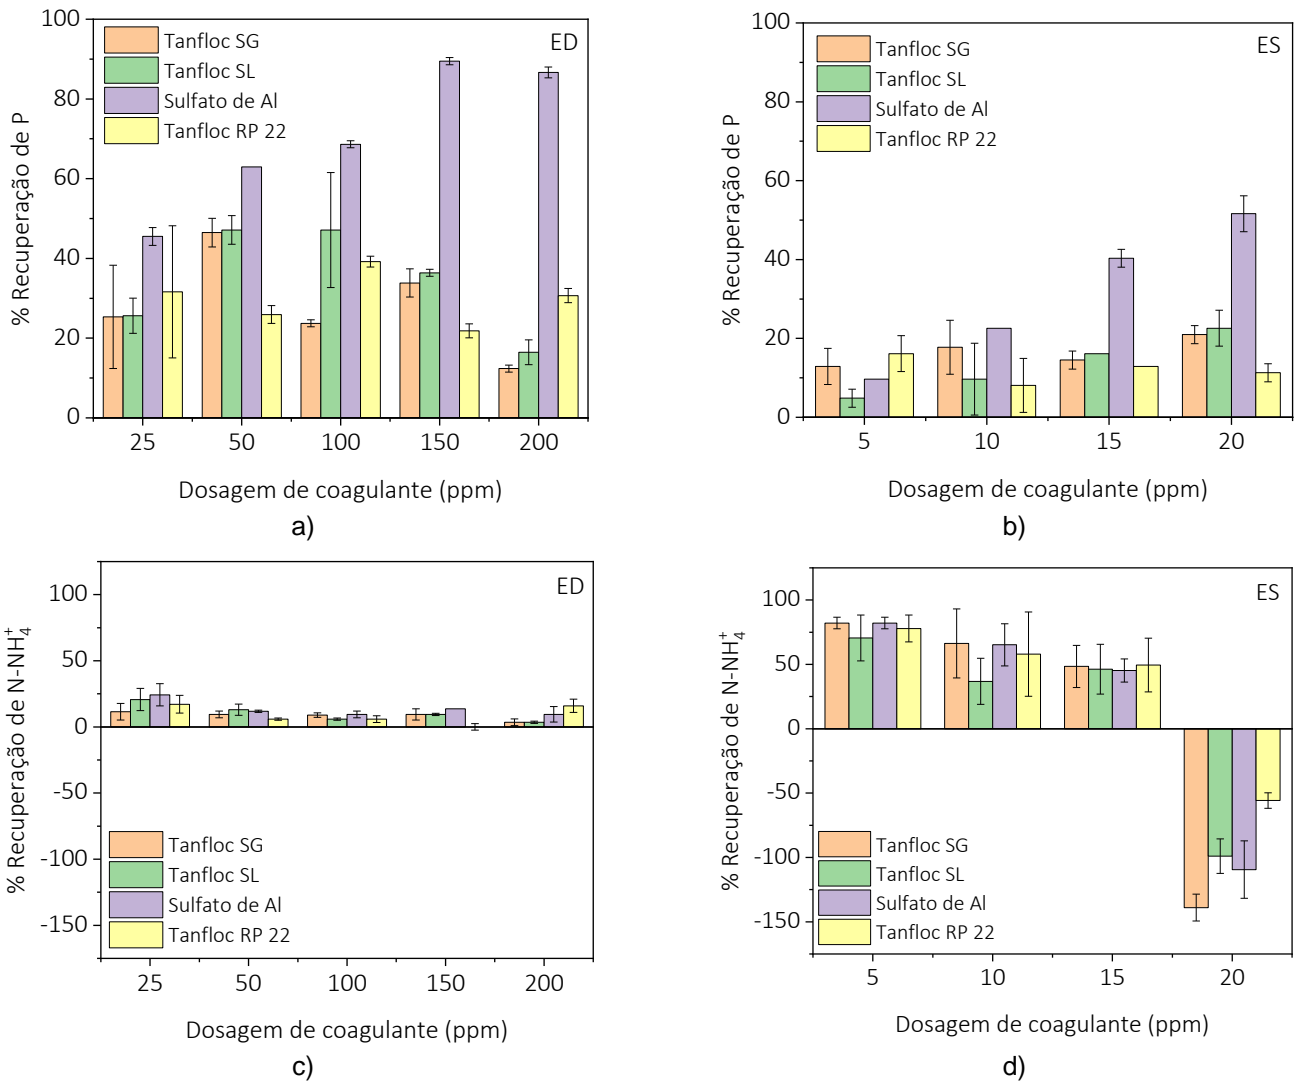 % Recuperação de P
100
80
60
40
20
0
Tanfloc SG
Tanfloc SL
Sulfato de Al
Tanfloc RP 22
ED
25 50 100 150 200
Dosagem de coagulante (ppm)
a)
% Recuperação de P
100
80
60
40
20
0
Tanfloc SG
Tanfloc SL
Sulfato de Al
Tanfloc RP 22
ES
5 10 15 20
Dosagem de coagulante (ppm)
b)
% Recuperação de N-NH₄⁺
100
50
0
-50
-100
-150
ED
Tanfloc SG
Tanfloc SL
Sulfato de Al
Tanfloc RP 22
25 50 100 150 200
Dosagem de coagulante (ppm)
c)
% Recuperação de N-NH₄⁺
100
50
0
-50
-100
-150
ES
Tanfloc SG
Tanfloc SL
Sulfato de Al
Tanfloc RP 22
5 10 15 20
Dosagem de coagulante (ppm)
d)